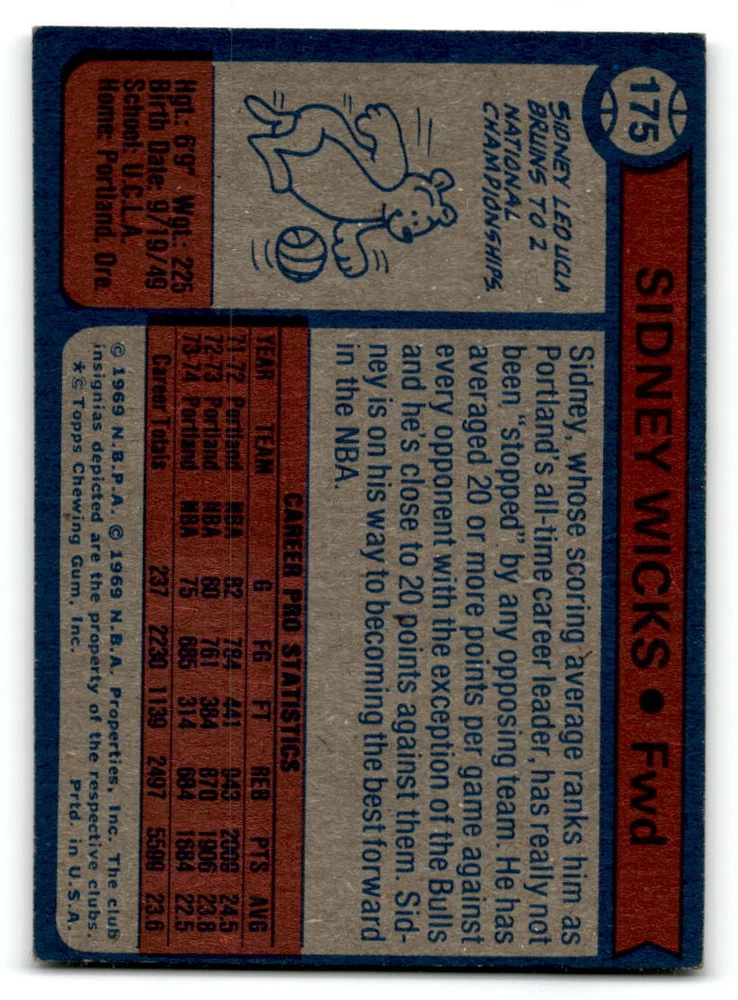 175
SIDNEY WICKS • Fwd
SIDNEY LED UCLA
BRUINS TO 2
NATIONAL
CHAMPIONSHIPS.
Hgt.: 6'9" Wgt.: 225
Birth Date: 9/19/49
School: U.C.L.A.
Home: Portland, Ore.
Sidney, whose scoring average ranks him as
Portland's all-time career leader, has really not
been "stopped" by any opposing team. He has
averaged 20 or more points per game against
every opponent with the exception of the Bulls
and he's close to 20 points against them. Sid-
ney is on his way to becoming the best forward
in the NBA.
CAREER PRO STATISTICS
YEAR TEAM G FG FT REB PTS AVG
71-72 Portland NBA 82 784 441 943 2009 24.5
72-73 Portland NBA 80 761 384 870 1906 23.8
73-74 Portland NBA 75 685 314 684 1684 22.5
Career Totals 237 2230 1139 2497 5599 23.6
© 1969 N.B.P.A. © 1969 N.B.A. Properties, Inc. The club
insignias depicted are the property of the respective clubs.
*© Topps Chewing Gum, Inc. Prtd. in U.S.A.